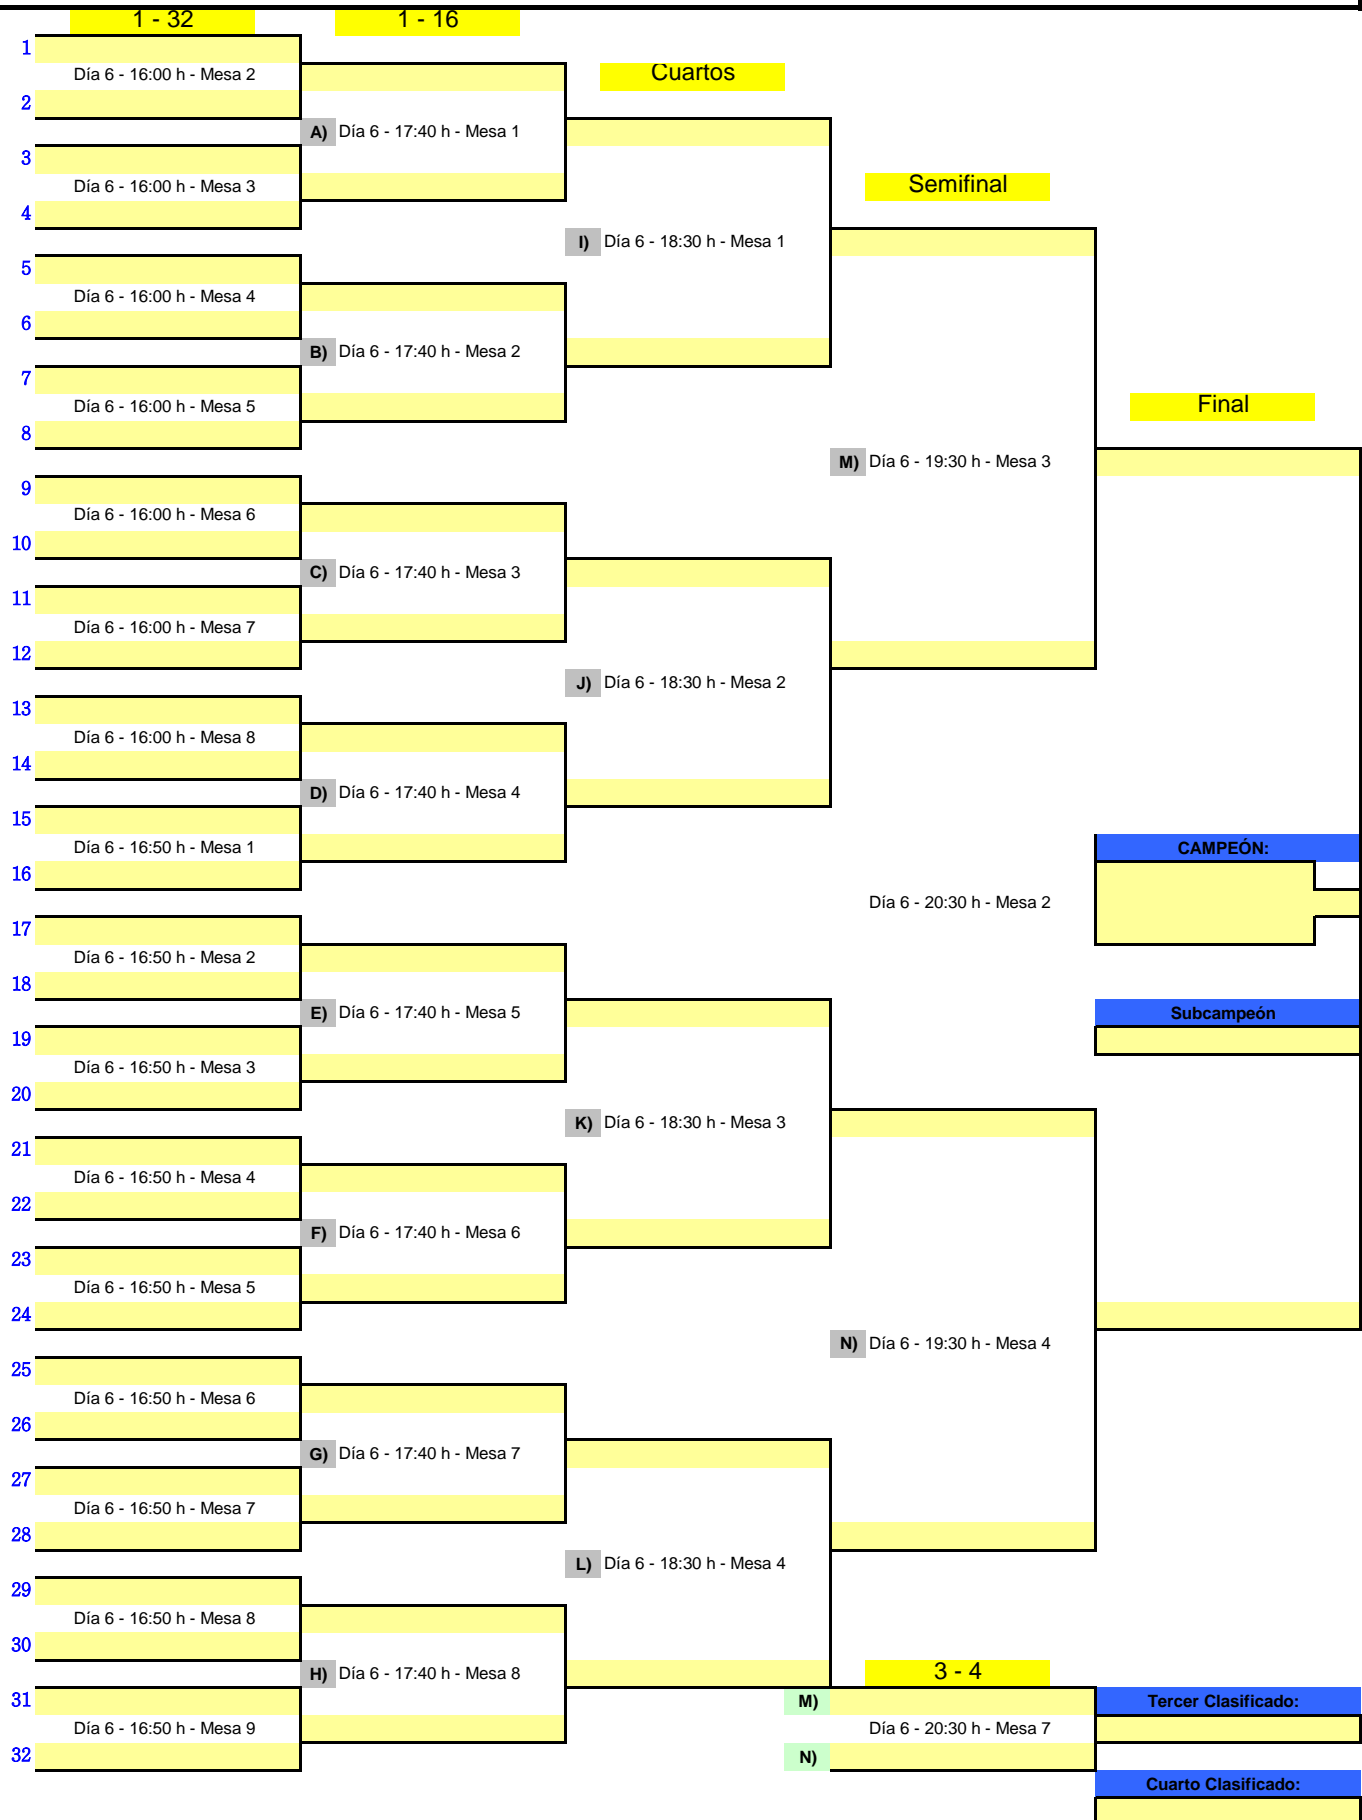 1 - 32
1 - 16
1
Día 6 - 16:00 h - Mesa 2
Cuartos
2
A) Día 6 - 17:40 h - Mesa 1
3
Día 6 - 16:00 h - Mesa 3
Semifinal
4
I) Día 6 - 18:30 h - Mesa 1
5
Día 6 - 16:00 h - Mesa 4
6
B) Día 6 - 17:40 h - Mesa 2
7
Día 6 - 16:00 h - Mesa 5
Final
8
M) Día 6 - 19:30 h - Mesa 3
9
Día 6 - 16:00 h - Mesa 6
10
C) Día 6 - 17:40 h - Mesa 3
11
Día 6 - 16:00 h - Mesa 7
12
J) Día 6 - 18:30 h - Mesa 2
13
Día 6 - 16:00 h - Mesa 8
14
D) Día 6 - 17:40 h - Mesa 4
15
Día 6 - 16:50 h - Mesa 1
CAMPEÓN:
16
Día 6 - 20:30 h - Mesa 2
17
Día 6 - 16:50 h - Mesa 2
18
E) Día 6 - 17:40 h - Mesa 5
Subcampeón
19
Día 6 - 16:50 h - Mesa 3
20
K) Día 6 - 18:30 h - Mesa 3
21
Día 6 - 16:50 h - Mesa 4
22
F) Día 6 - 17:40 h - Mesa 6
23
Día 6 - 16:50 h - Mesa 5
24
N) Día 6 - 19:30 h - Mesa 4
25
Día 6 - 16:50 h - Mesa 6
26
G) Día 6 - 17:40 h - Mesa 7
27
Día 6 - 16:50 h - Mesa 7
28
L) Día 6 - 18:30 h - Mesa 4
29
Día 6 - 16:50 h - Mesa 8
30
H) Día 6 - 17:40 h - Mesa 8
3 - 4
31
M)
Tercer Clasificado:
Día 6 - 16:50 h - Mesa 9
Día 6 - 20:30 h - Mesa 7
32
N)
Cuarto Clasificado: